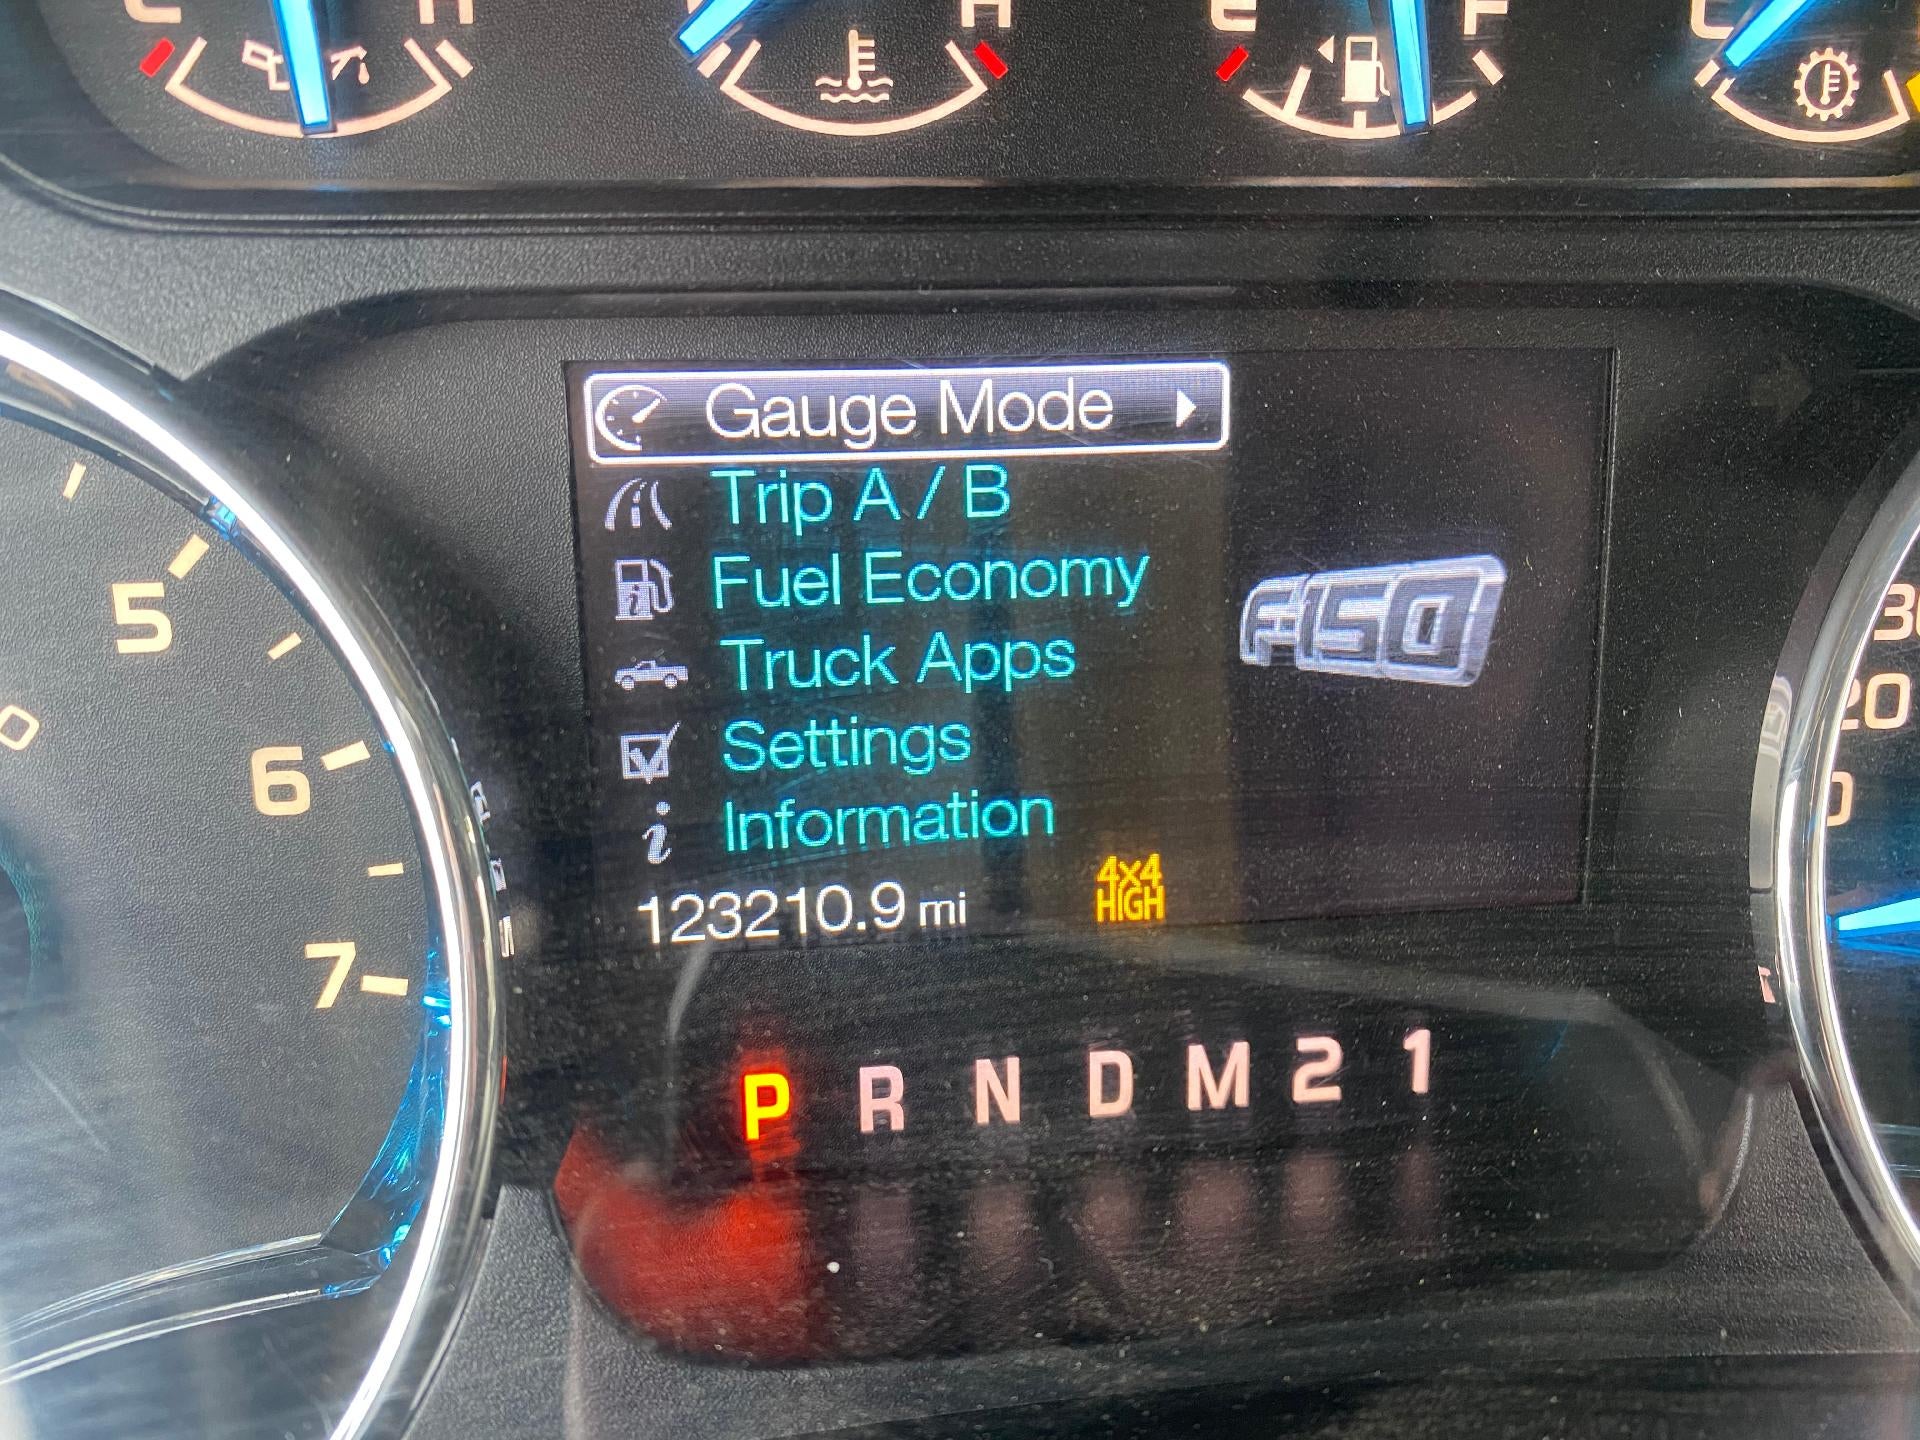 E F
Gauge Mode
Trip A / B
Fuel Economy
Truck Apps
Settings
Information
F-150
123210.9 mi
4x4
HIGH
5
6
7
20
P R N D M 2 1